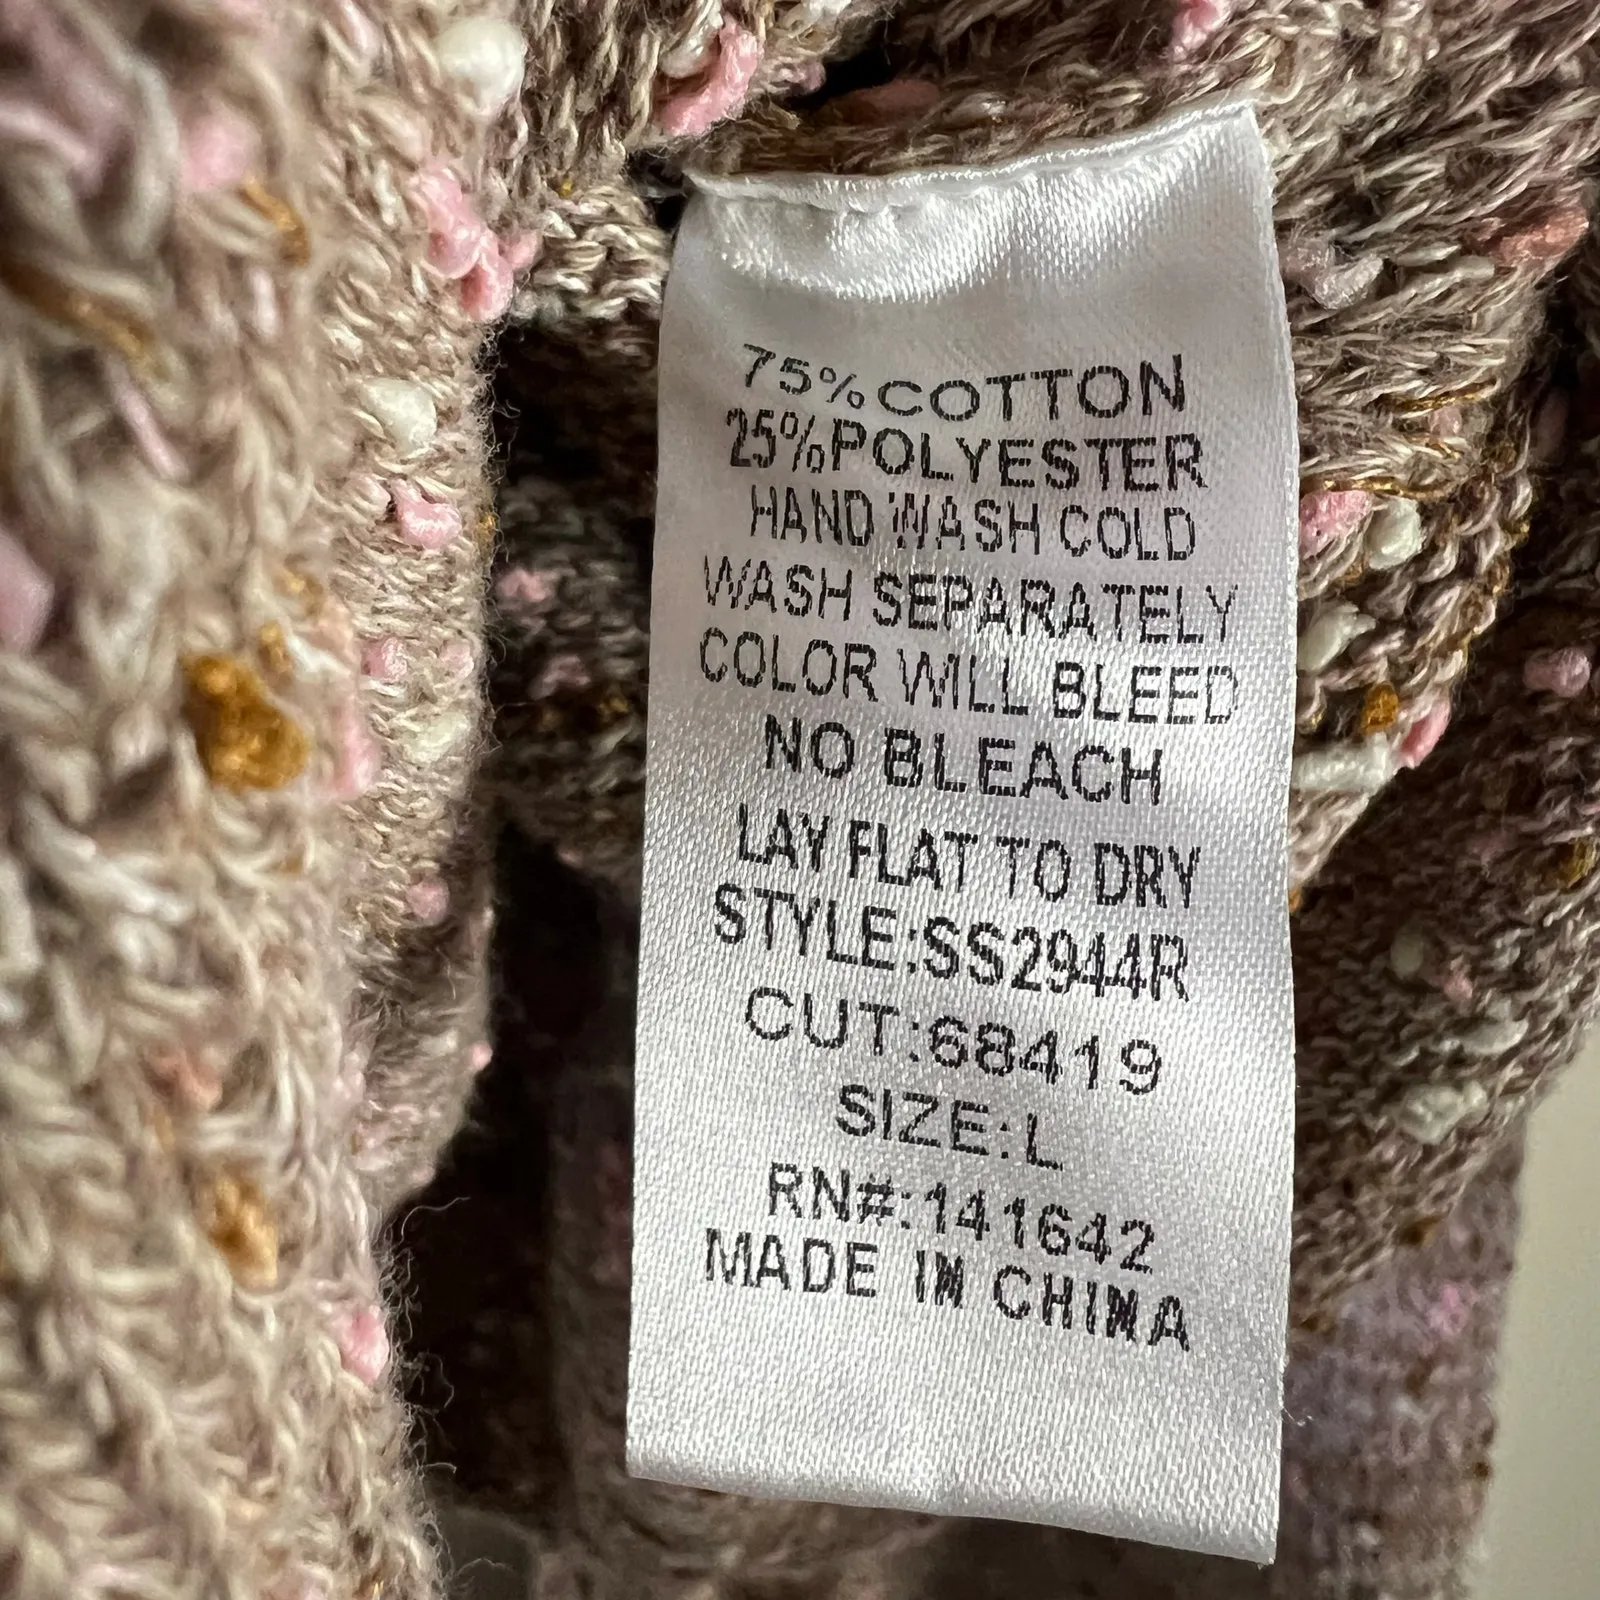 75%COTTON
25%POLYESTER
HAND WASH COLD
WASH SEPARATELY
COLOR WILL BLEED
NO BLEACH
LAY FLAT TO DRY
STYLE:SS2944R
CUT:68419
SIZE:L
RN#:141642
MADE IN CHINA